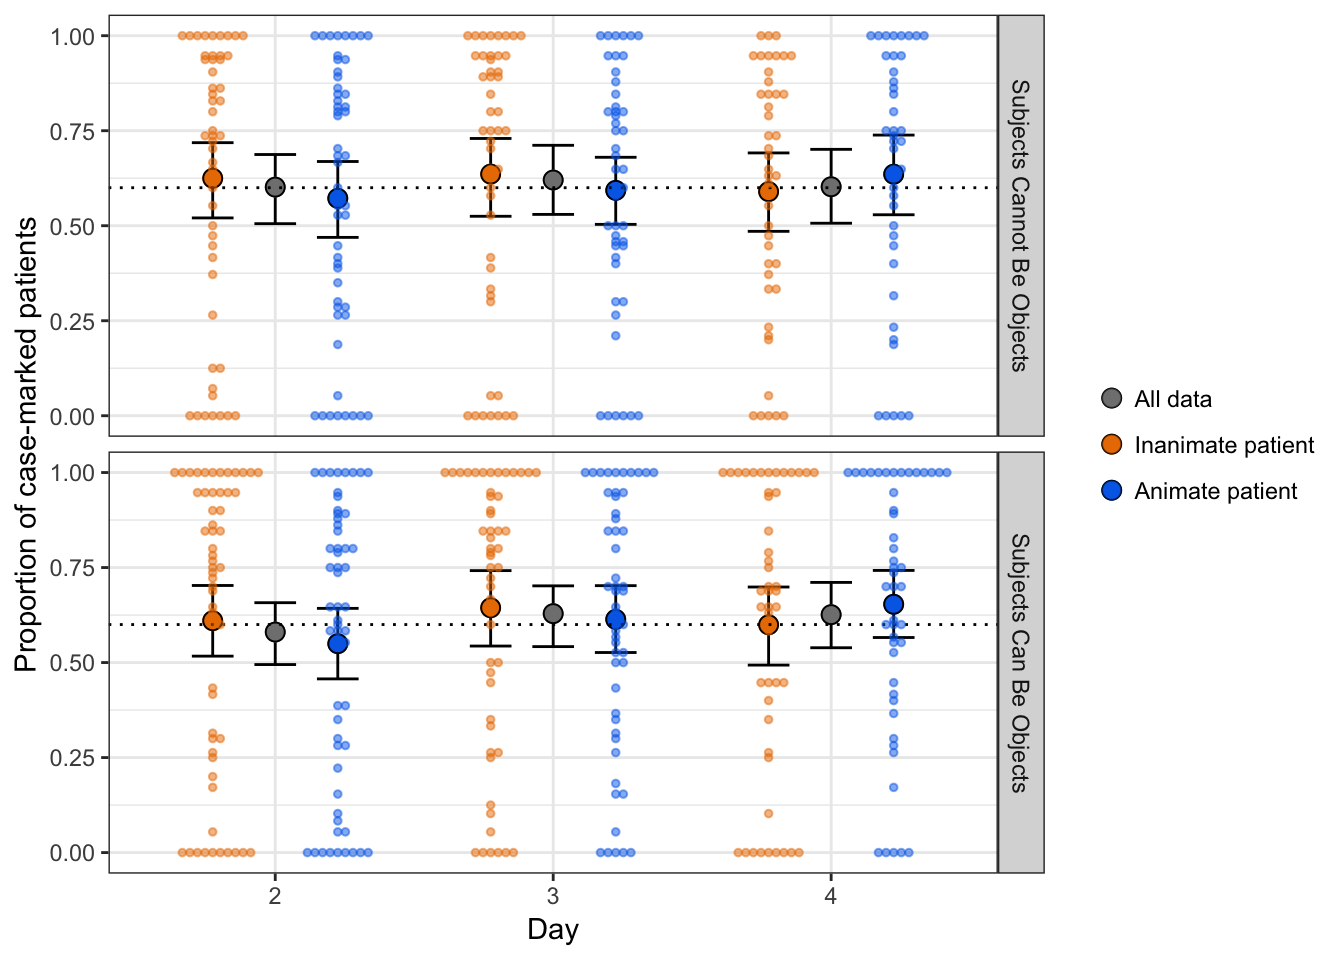 Proportion of case-marked patients
1.00
0.75
0.50
0.25
0.00
Subjects Cannot Be Objects
1.00
0.75
0.50
0.25
0.00
Subjects Can Be Objects
2
3
4
Day
All data
Inanimate patient
Animate patient